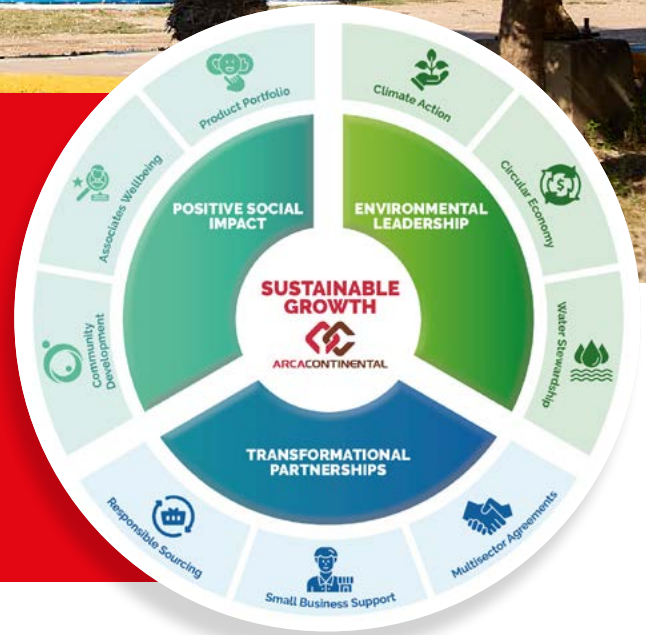 SUSTAINABLE
GROWTH
ARCACONTINENTAL
POSITIVE SOCIAL
IMPACT
Product Portfolio
Associates Wellbeing
Community
Development
ENVIRONMENTAL
LEADERSHIP
Climate Action
Circular Economy
Water Stewardship
TRANSFORMATIONAL
PARTNERSHIPS
Responsible Sourcing
Small Business Support
Multisector Agreements